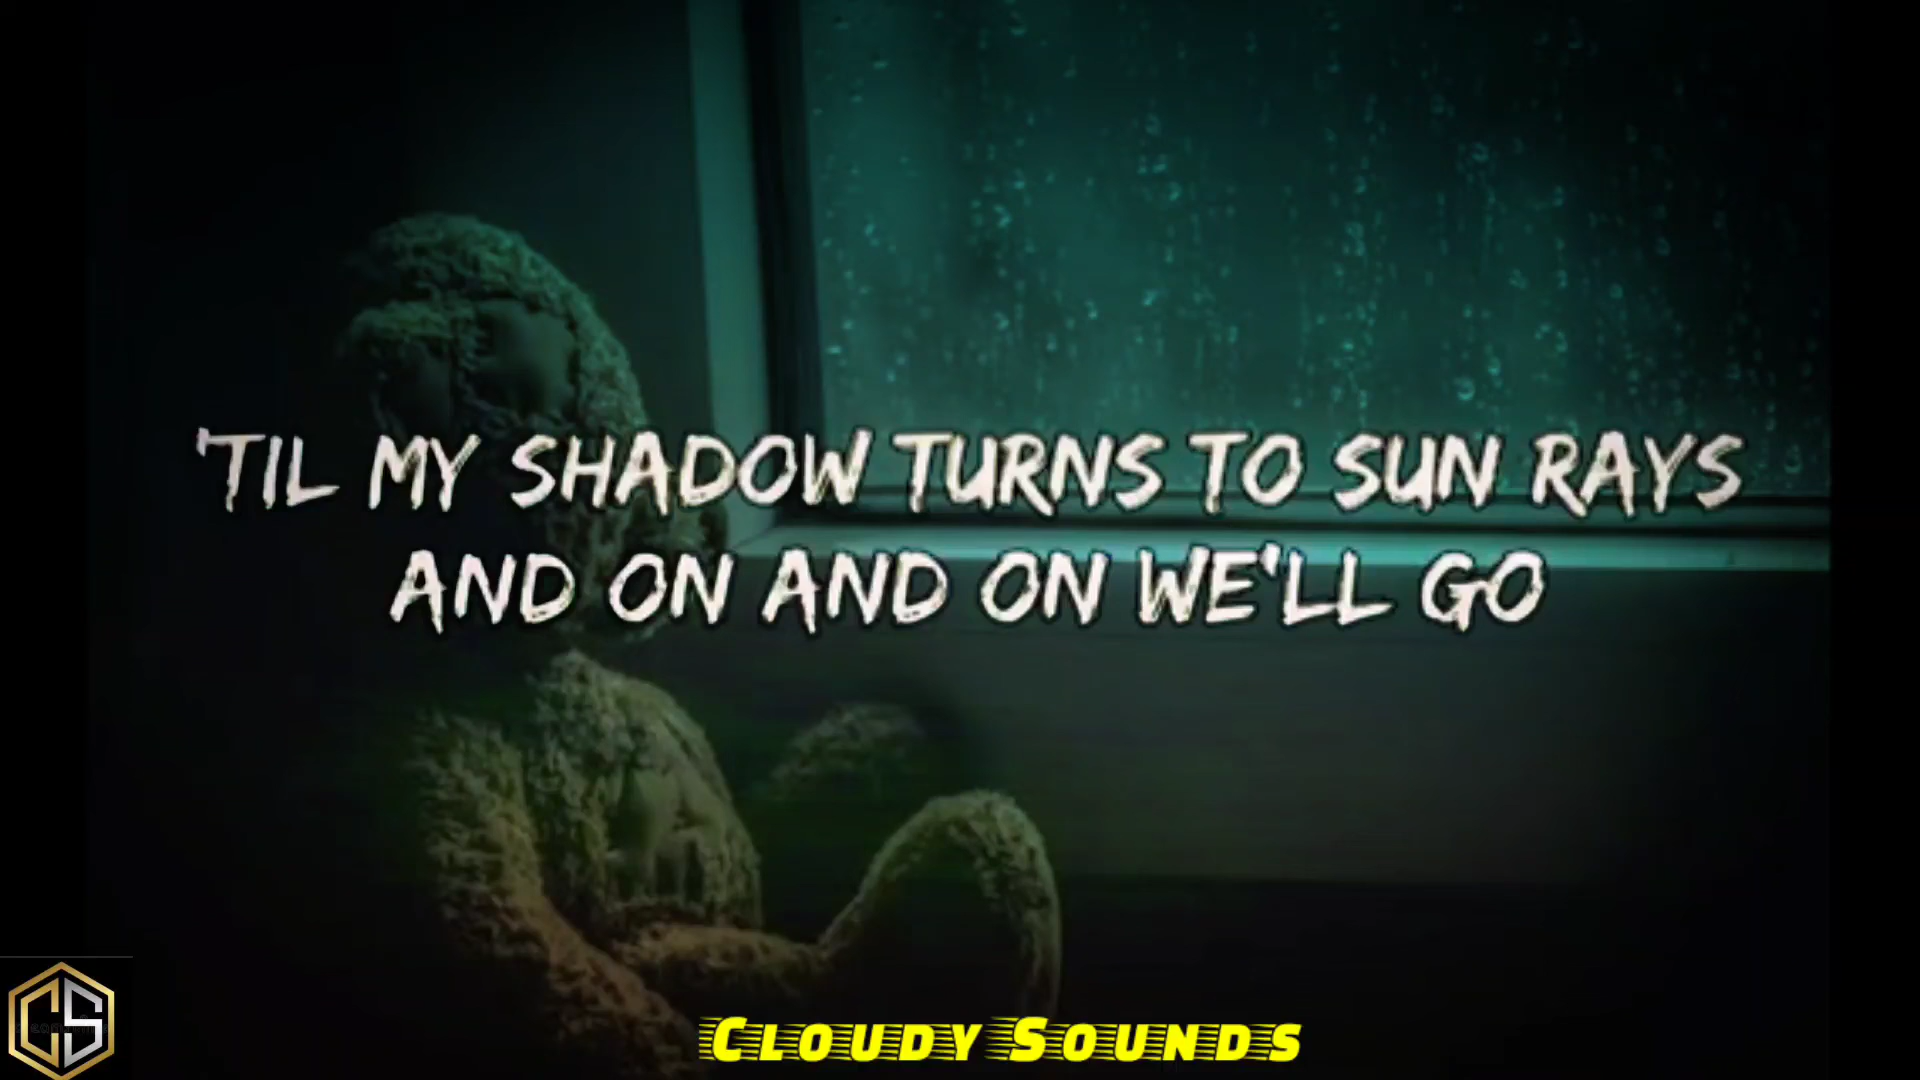 'TIL MY SHADOW TURNS TO SUN RAYS
AND ON AND ON WE'LL GO
CS
CLOUDY SOUNDS